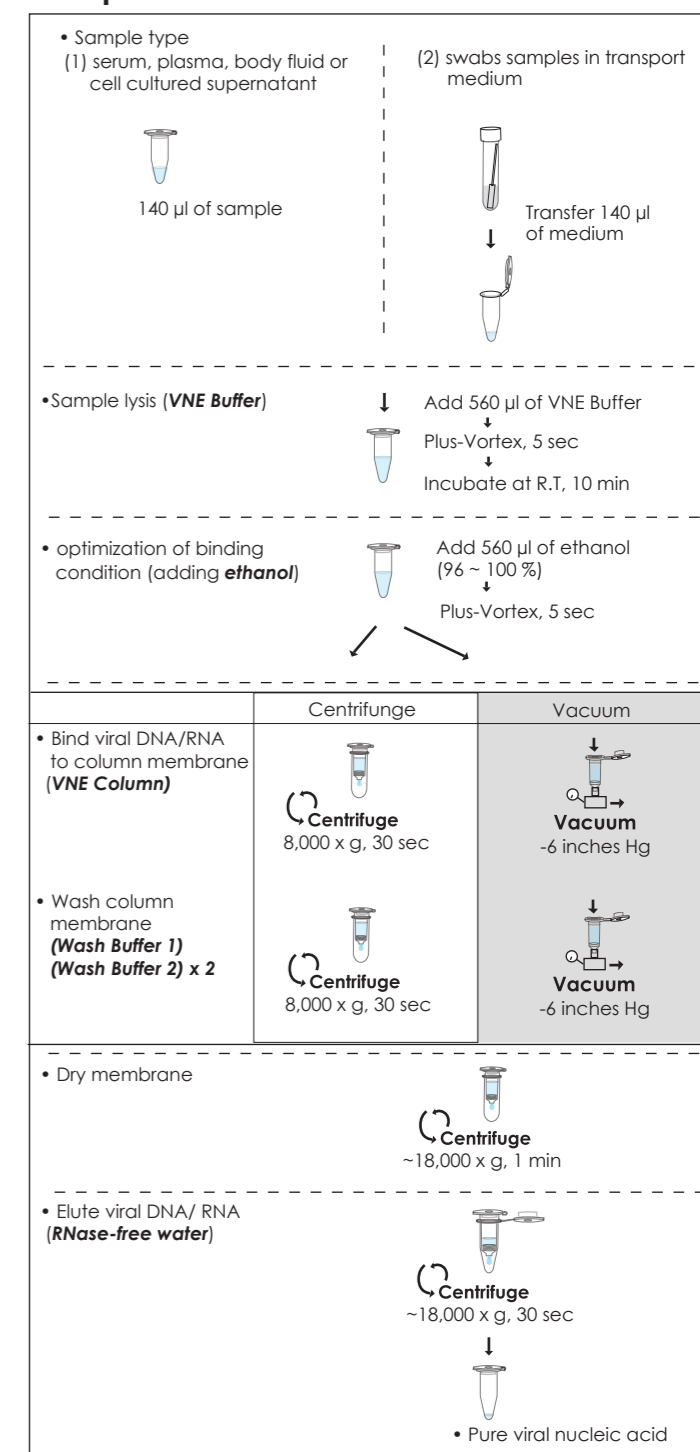 • Sample type
(1) serum, plasma, body fluid or
cell cultured supernatant
140 µl of sample
(2) swabs samples in transport
medium
Transfer 140 µl
of medium
•Sample lysis (VNE Buffer)
Add 560 µl of VNE Buffer
Plus-Vortex, 5 sec
Incubate at R.T, 10 min
• optimization of binding
condition (adding ethanol)
Add 560 µl of ethanol
(96 ~ 100 %)
Plus-Vortex, 5 sec
Centrifunge
Vacuum
• Bind viral DNA/RNA
to column membrane
(VNE Column)
Centrifuge
8,000 x g, 30 sec
Vacuum
-6 inches Hg
• Wash column
membrane
(Wash Buffer 1)
(Wash Buffer 2) x 2
Centrifuge
8,000 x g, 30 sec
Vacuum
-6 inches Hg
• Dry membrane
Centrifuge
~18,000 x g, 1 min
• Elute viral DNA/ RNA
(RNase-free water)
Centrifuge
~18,000 x g, 30 sec
• Pure viral nucleic acid